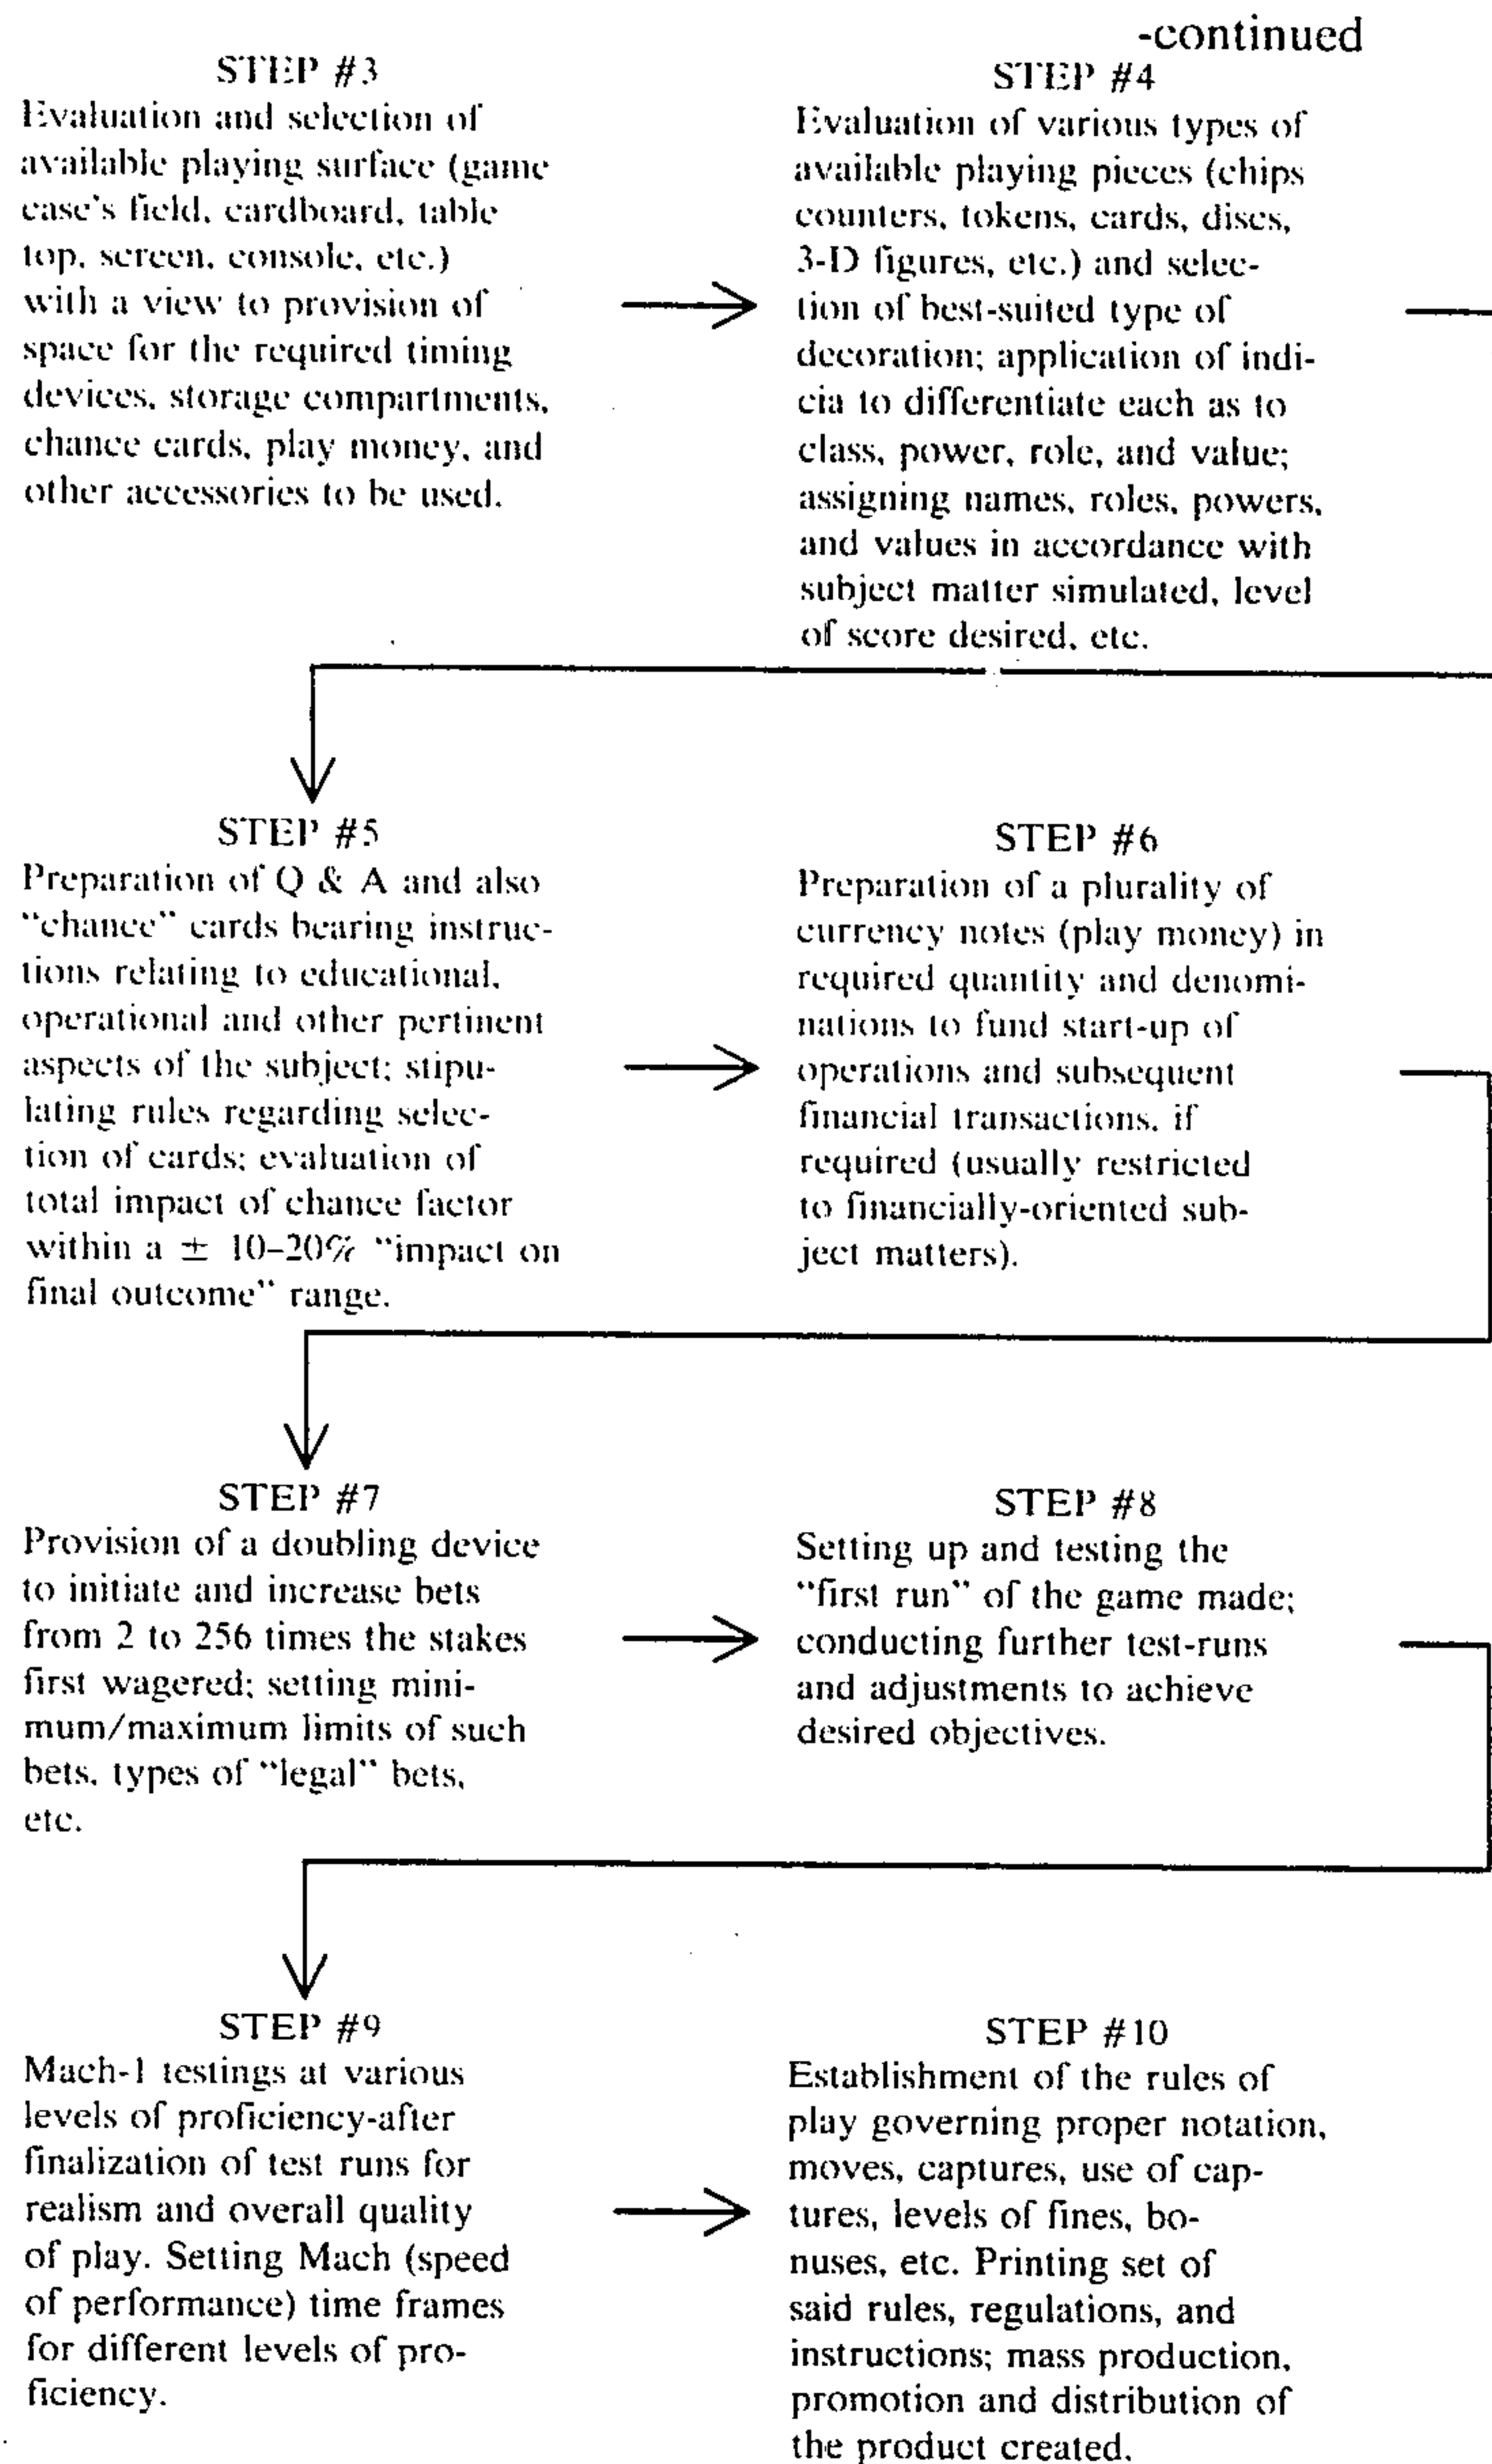 -continued
STEP #3
Evaluation and selection of
available playing surface (game
case's field, cardboard, table
top, screen, console, etc.)
with a view to provision of
space for the required timing
devices, storage compartments,
chance cards, play money, and
other accessories to be used.
STEP #4
Evaluation of various types of
available playing pieces (chips
counters, tokens, cards, discs,
3-D figures, etc.) and selec-
tion of best-suited type of
decoration; application of indi-
cia to differentiate each as to
class, power, role, and value;
assigning names, roles, powers,
and values in accordance with
subject matter simulated, level
of score desired, etc.
STEP #5
Preparation of Q & A and also
"chance" cards bearing instruc-
tions relating to educational,
operational and other pertinent
aspects of the subject; stipu-
lating rules regarding selec-
tion of cards; evaluation of
total impact of chance factor
within a ± 10–20% "impact on
final outcome" range.
STEP #6
Preparation of a plurality of
currency notes (play money) in
required quantity and denomi-
nations to fund start-up of
operations and subsequent
financial transactions, if
required (usually restricted
to financially-oriented sub-
ject matters).
STEP #7
Provision of a doubling device
to initiate and increase bets
from 2 to 256 times the stakes
first wagered; setting mini-
mum/maximum limits of such
bets, types of "legal" bets,
etc.
STEP #8
Setting up and testing the
"first run" of the game made;
conducting further test-runs
and adjustments to achieve
desired objectives.
STEP #9
Mach-1 testings at various
levels of proficiency-after
finalization of test runs for
realism and overall quality
of play. Setting Mach (speed
of performance) time frames
for different levels of pro-
ficiency.
STEP #10
Establishment of the rules of
play governing proper notation,
moves, captures, use of cap-
tures, levels of fines, bo-
nuses, etc. Printing set of
said rules, regulations, and
instructions; mass production,
promotion and distribution of
the product created.